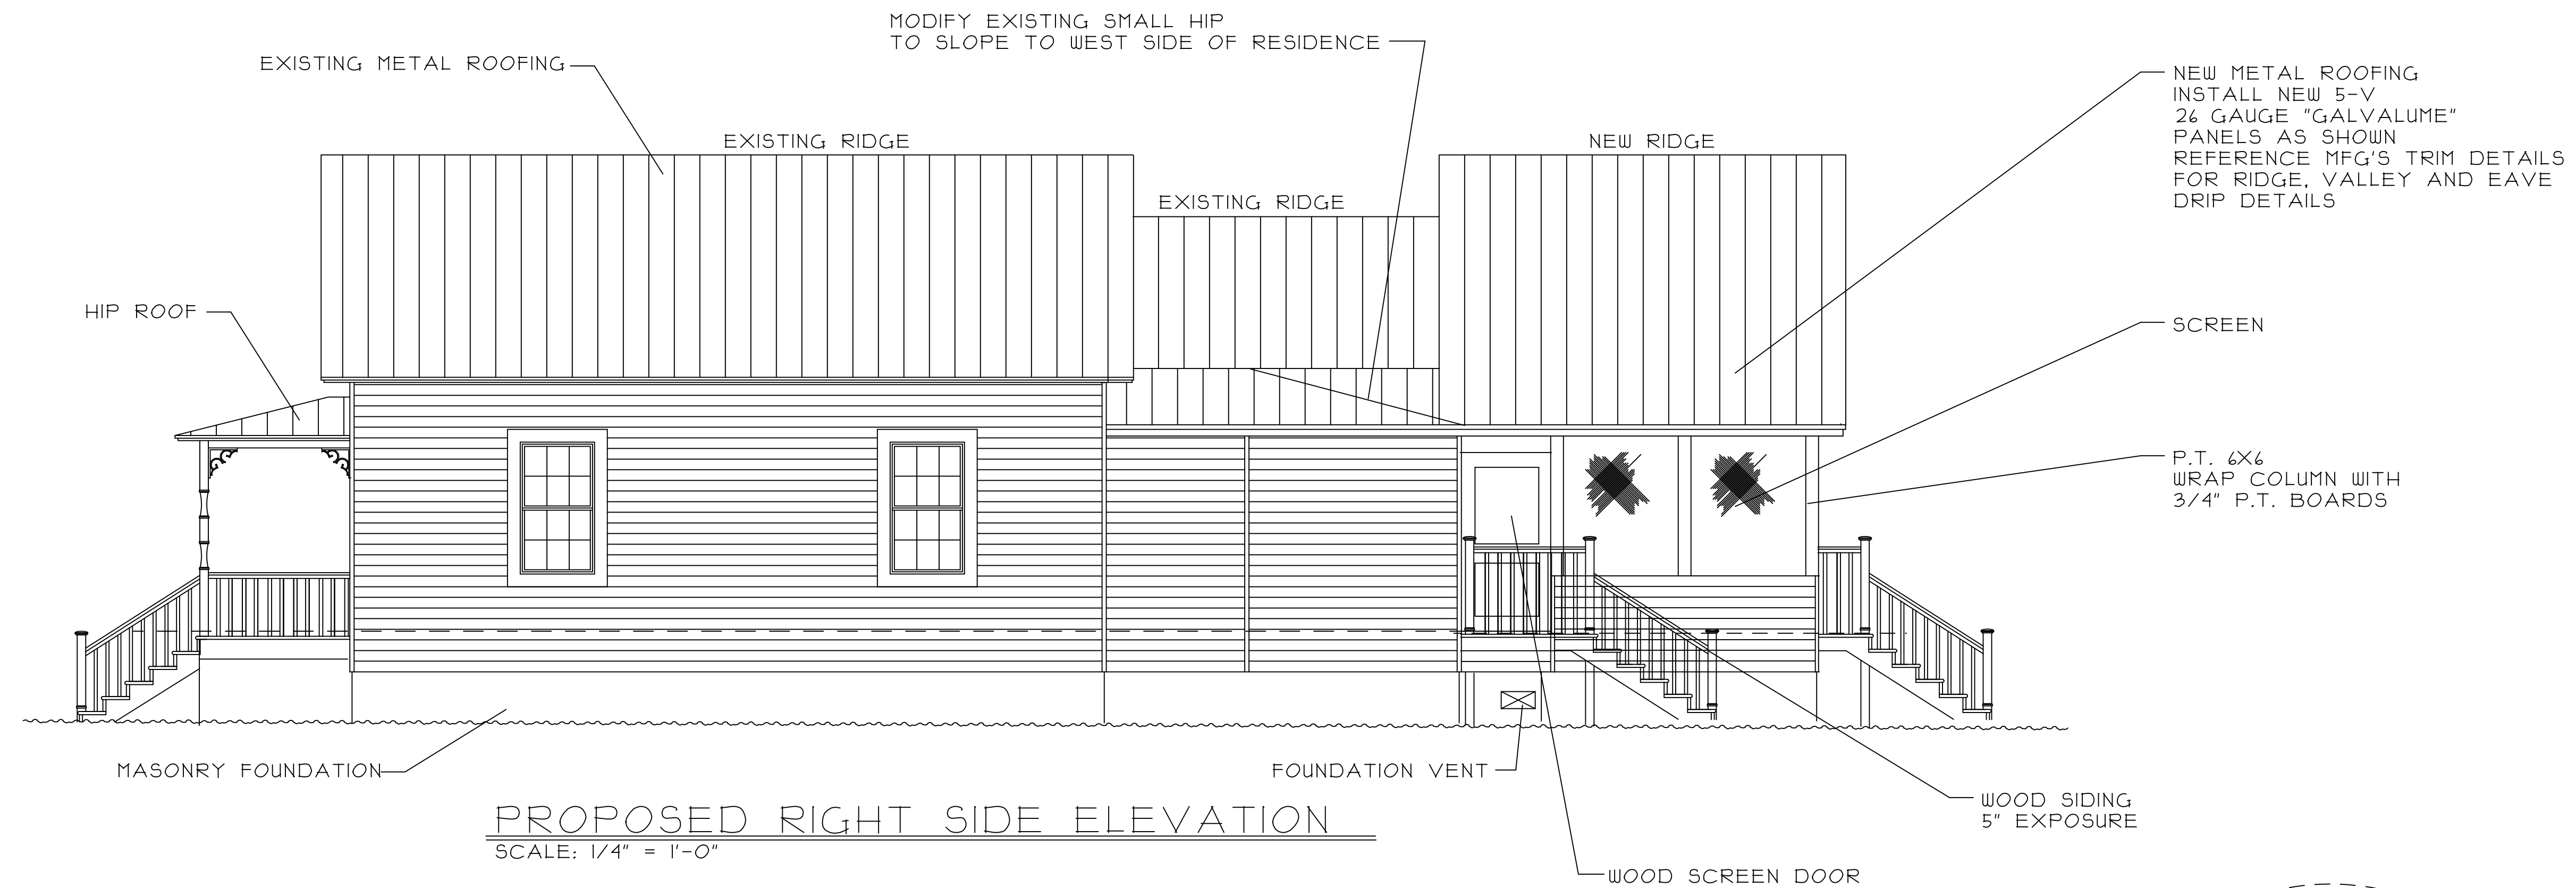 MODIFY EXISTING SMALL HIP
TO SLOPE TO WEST SIDE OF RESIDENCE
EXISTING METAL ROOFING
NEW METAL ROOFING
INSTALL NEW 5-V
26 GAUGE "GALVALUME"
PANELS AS SHOWN
REFERENCE MFG'S TRIM DETAILS
FOR RIDGE, VALLEY AND EAVE
DRIP DETAILS
EXISTING RIDGE
NEW RIDGE
EXISTING RIDGE
HIP ROOF
SCREEN
P.T. 6X6
WRAP COLUMN WITH
3/4" P.T. BOARDS
MASONRY FOUNDATION
FOUNDATION VENT
WOOD SIDING
5" EXPOSURE
PROPOSED RIGHT SIDE ELEVATION
SCALE: 1/4" = 1'-0"
WOOD SCREEN DOOR